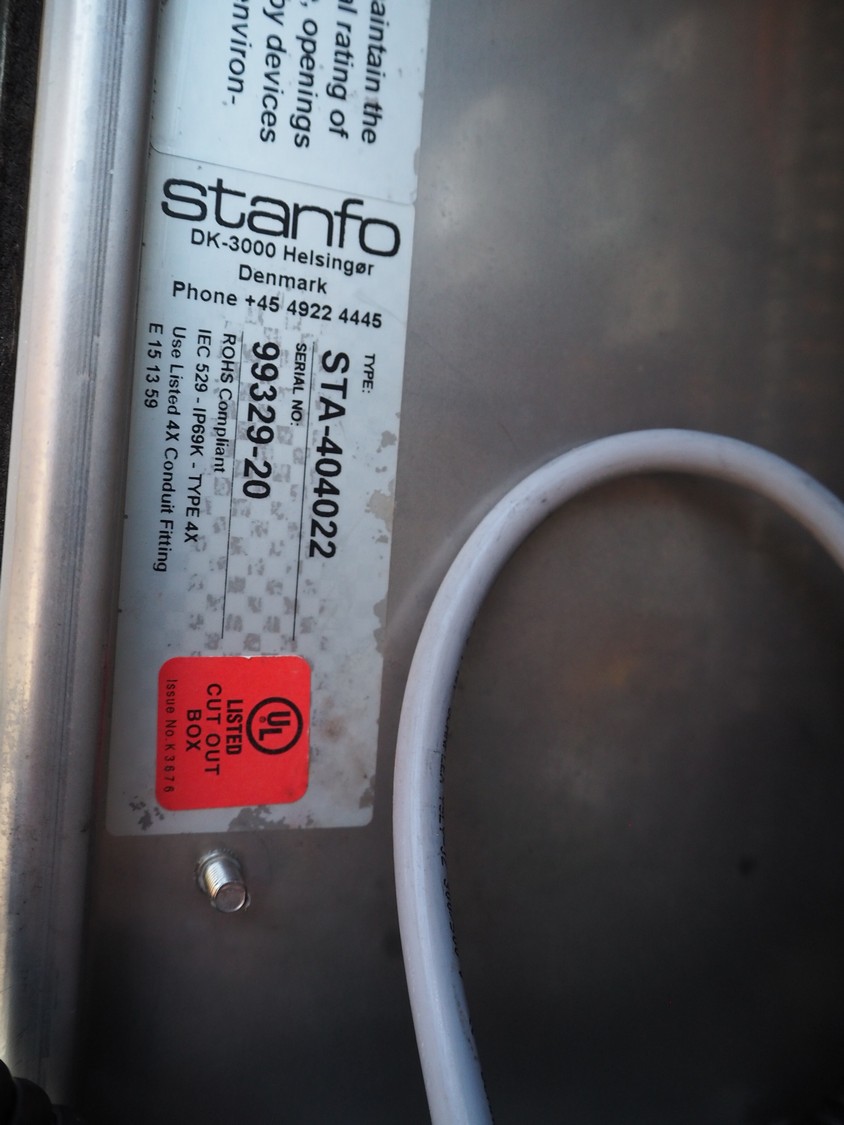 aintain the
al rating of
, openings
by devices
environ-
stanfo
DK-3000 Helsingør
Denmark
Phone +45 4922 4445
TYPE:
STA-404022
SERIAL NO:
99329-20
ROHS Compliant
IEC 529 - IP69K - TYPE 4X
Use Listed 4X Conduit Fitting
E 15 13 59
UL
LISTED
CUT OUT
BOX
Issue No. K 3676